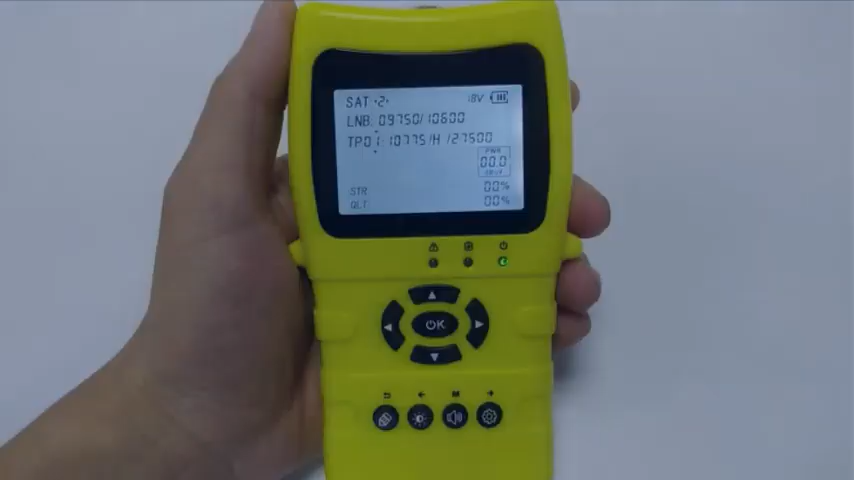 SAT 2 18V
LNB: 09750/10600
TP01: 10775/H /27500
PWR
00.0
STR 00%
QLT 00%
OK